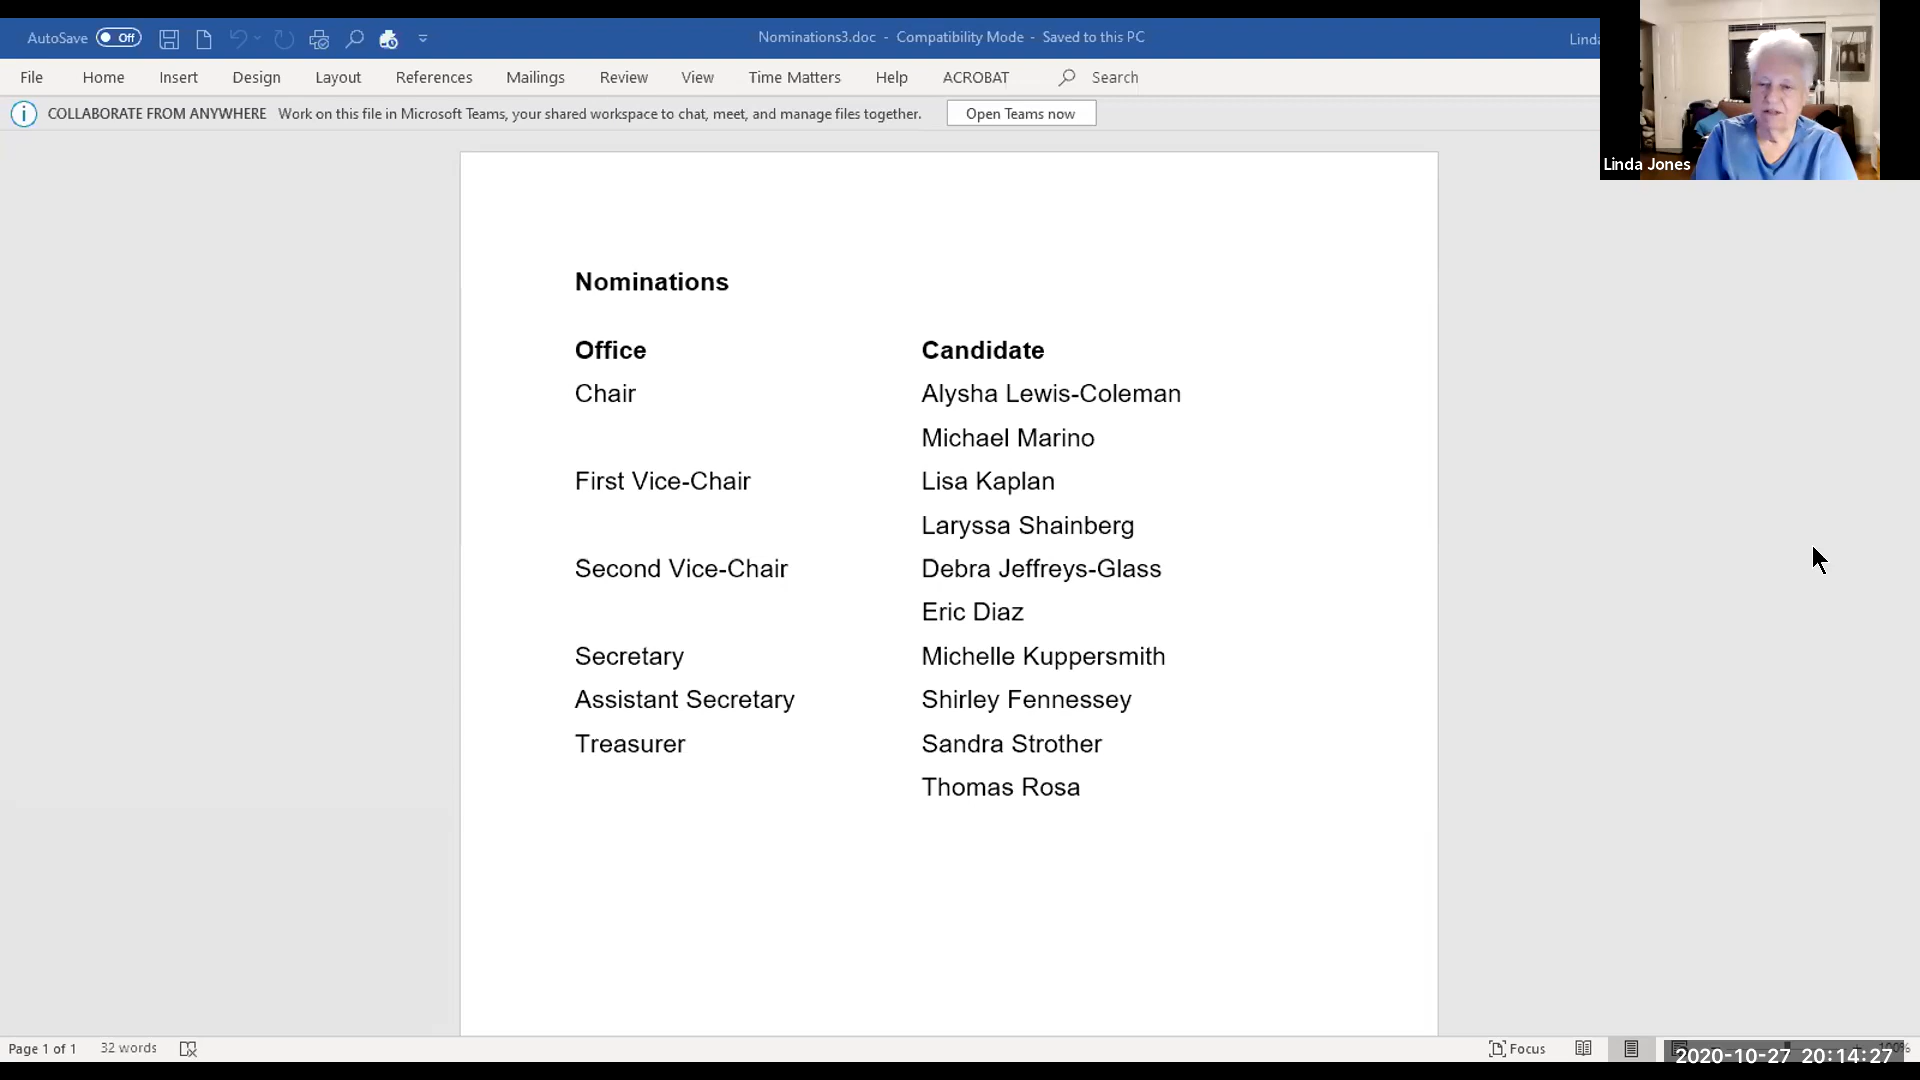 AutoSave Off
Nominations3.doc - Compatibility Mode - Saved to this PC
Linda
File Home Insert Design Layout References Mailings Review View Time Matters Help ACROBAT Search
COLLABORATE FROM ANYWHERE Work on this file in Microsoft Teams, your shared workspace to chat, meet, and manage files together. Open Teams now
Linda Jones
Nominations
Office Candidate
Chair Alysha Lewis-Coleman
Michael Marino
First Vice-Chair Lisa Kaplan
Laryssa Shainberg
Second Vice-Chair Debra Jeffreys-Glass
Eric Diaz
Secretary Michelle Kuppersmith
Assistant Secretary Shirley Fennessey
Treasurer Sandra Strother
Thomas Rosa
Page 1 of 1 32 words Focus
2020-10-27 20:14:27